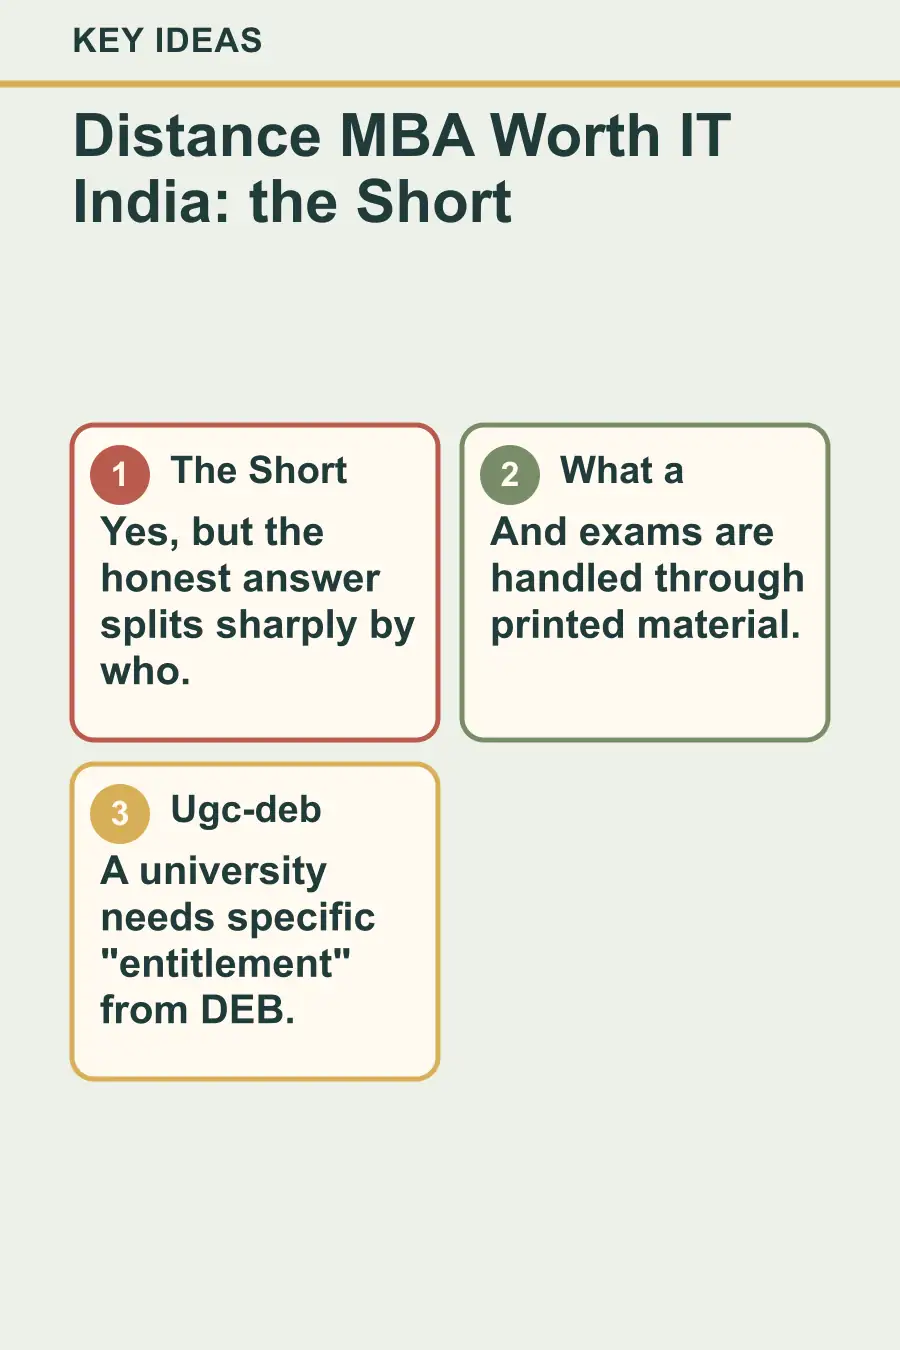 KEY IDEAS
Distance MBA Worth IT
India: the Short
1 The Short
Yes, but the
honest answer
splits sharply by
who.
2 What a
And exams are
handled through
printed material.
3 Ugc-deb
A university
needs specific
"entitlement"
from DEB.